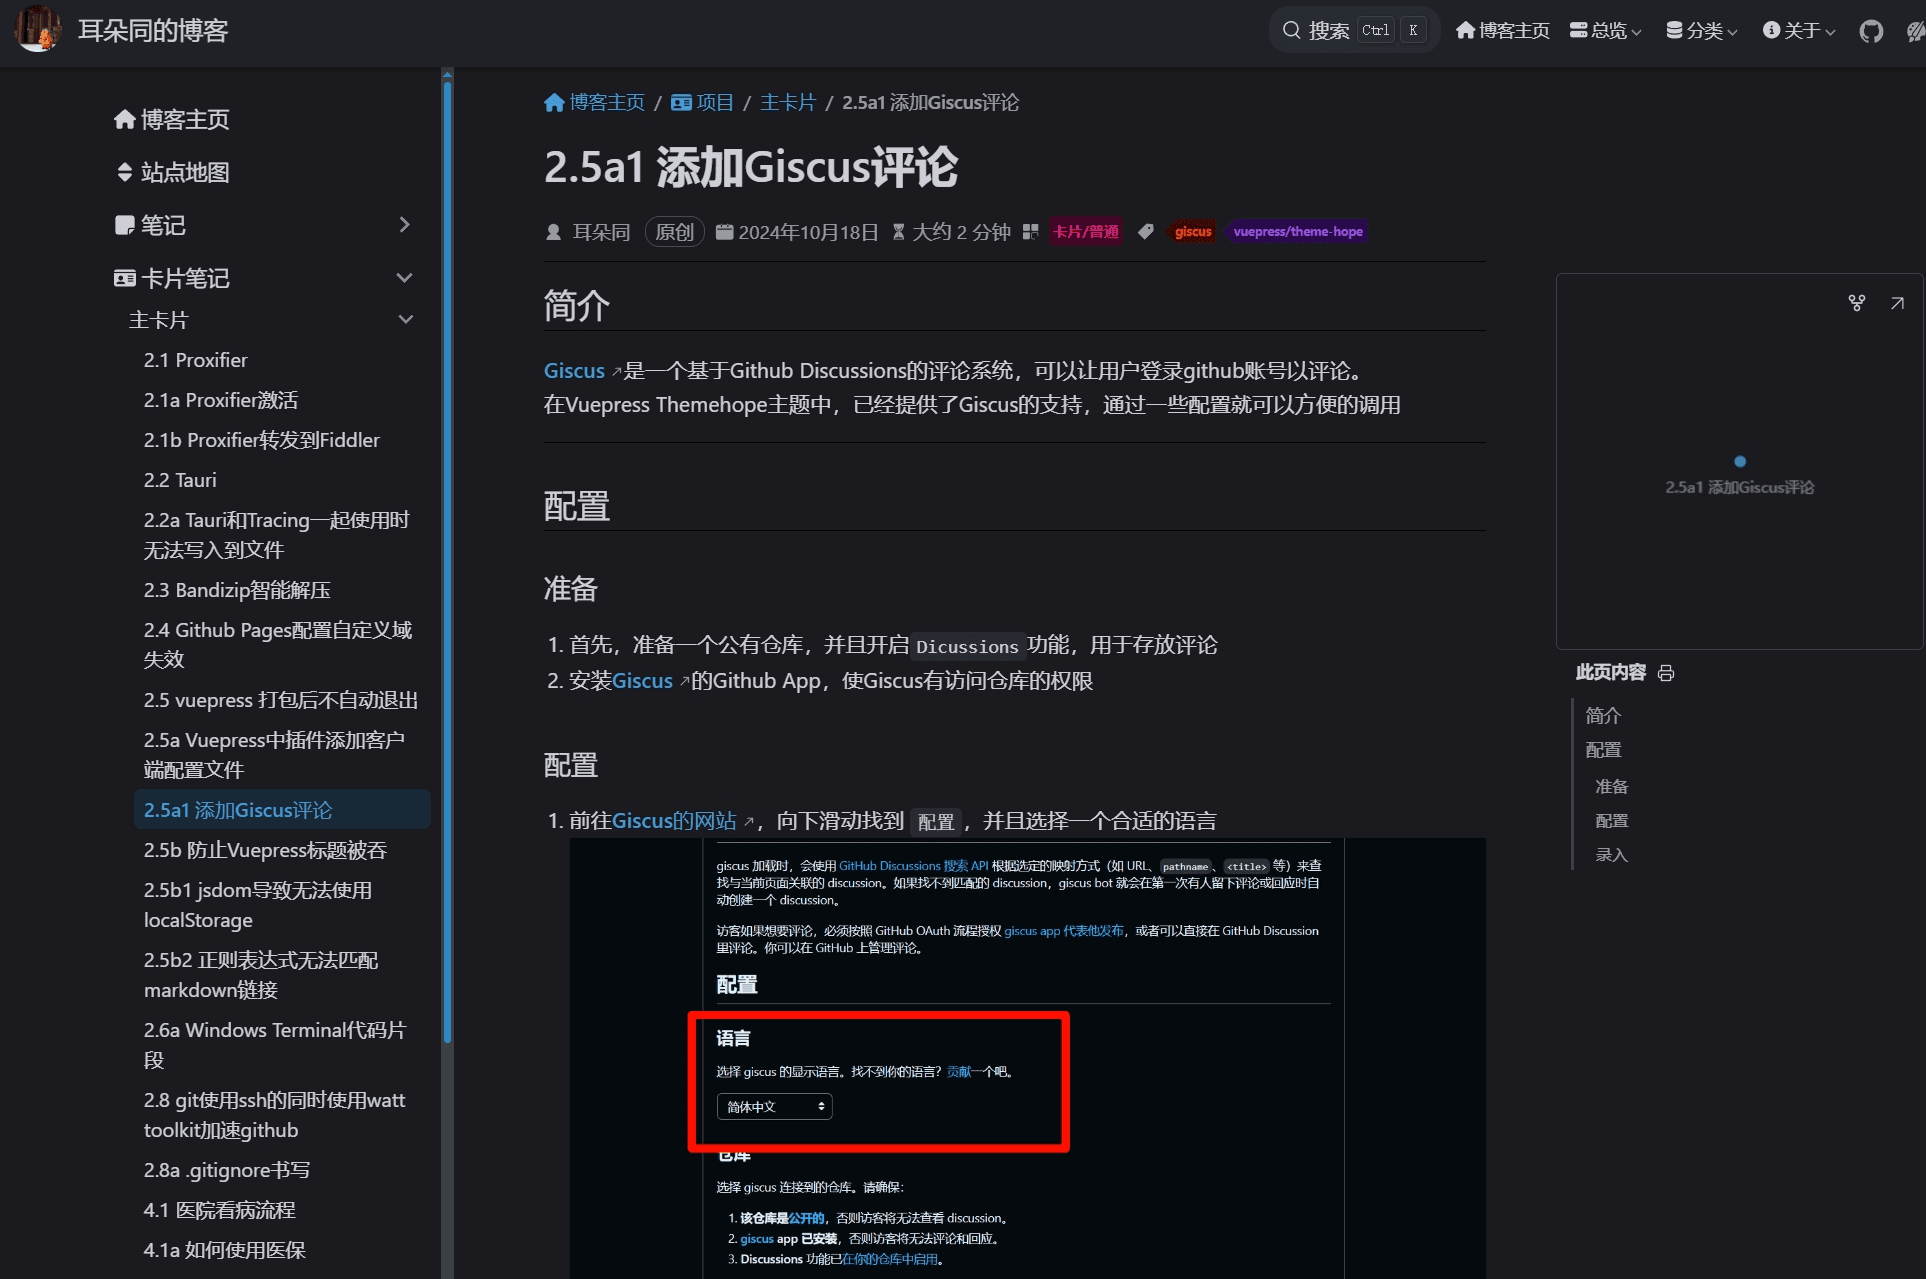 耳朵同的博客
搜索 Ctrl K
博客主页
总览
分类
关于
博客主页
站点地图
笔记
卡片笔记
主卡片
2.1 Proxifier
2.1a Proxifier激活
2.1b Proxifier转发到Fiddler
2.2 Tauri
2.2a Tauri和Tracing一起使用时
无法写入到文件
2.3 Bandizip智能解压
2.4 Github Pages配置自定义域
失效
2.5 vuepress 打包后不自动退出
2.5a Vuepress中插件添加客户
端配置文件
2.5a1 添加Giscus评论
2.5b 防止Vuepress标题被吞
2.5b1 jsdom导致无法使用
localStorage
2.5b2 正则表达式无法匹配
markdown链接
2.6a Windows Terminal代码片
段
2.8 git使用ssh的同时使用watt
toolkit加速github
2.8a .gitignore书写
4.1 医院看病流程
4.1a 如何使用医保
博客主页 / 项目 / 主卡片 / 2.5a1 添加Giscus评论
2.5a1 添加Giscus评论
耳朵同 原创 2024年10月18日 大约 2 分钟 卡片/普通 giscus vuepress/theme-hope
简介
Giscus 是一个基于Github Discussions的评论系统，可以让用户登录github账号以评论。
在Vuepress Themehope主题中，已经提供了Giscus的支持，通过一些配置就可以方便的调用
配置
准备
1. 首先，准备一个公有仓库，并且开启 Dicussions 功能，用于存放评论
2. 安装Giscus 的Github App，使Giscus有访问仓库的权限
配置
1. 前往Giscus的网站 ，向下滑动找到 配置 ，并且选择一个合适的语言
giscus 加载时，会使用 GitHub Discussions 搜索 API 根据选定的映射方式（如 URL、 pathname 、 <title> 等）来查
找与当前页面关联的 discussion。如果找不到匹配的 discussion，giscus bot 就会在第一次有人留下评论或回应时自
动创建一个 discussion。
访客如果想要评论，必须按照 GitHub OAuth 流程授权 giscus app 代表他发布，或者可以直接在 GitHub Discussion
里评论。你可以在 GitHub 上管理评论。
配置
语言
选择 giscus 的显示语言。找不到你的语言？贡献一个吧。
简体中文
仓库
选择 giscus 连接到的仓库。请确保：
1. 该仓库是公开的，否则访客将无法查看 discussion。
2. giscus app 已安装，否则访客将无法评论和回应。
3. Discussions 功能已在你的仓库中启用。
2.5a1 添加Giscus评论
此页内容
简介
配置
准备
配置
录入